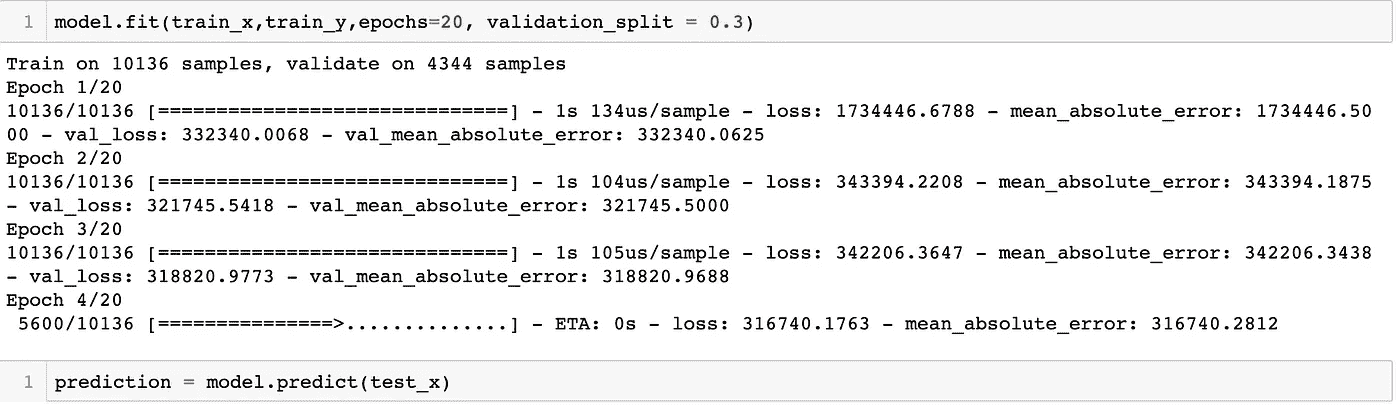 1 model.fit(train_x,train_y,epochs=20, validation_split = 0.3)
Train on 10136 samples, validate on 4344 samples
Epoch 1/20
10136/10136 [==============================] - 1s 134us/sample - loss: 1734446.6788 - mean_absolute_error: 1734446.50
00 - val_loss: 332340.0068 - val_mean_absolute_error: 332340.0625
Epoch 2/20
10136/10136 [==============================] - 1s 104us/sample - loss: 343394.2208 - mean_absolute_error: 343394.1875
- val_loss: 321745.5418 - val_mean_absolute_error: 321745.5000
Epoch 3/20
10136/10136 [==============================] - 1s 105us/sample - loss: 342206.3647 - mean_absolute_error: 342206.3438
- val_loss: 318820.9773 - val_mean_absolute_error: 318820.9688
Epoch 4/20
5600/10136 [===============>..............] - ETA: 0s - loss: 316740.1763 - mean_absolute_error: 316740.2812
1 prediction = model.predict(test_x)